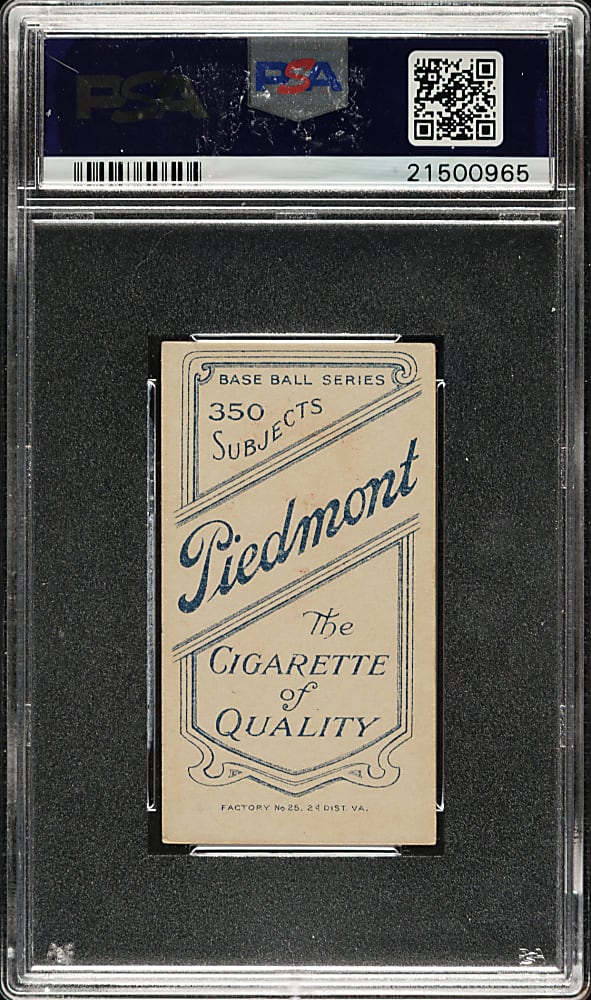 PSA
PSA
21500965
BASE BALL SERIES
350
SUBJECTS
Piedmont
The
CIGARETTE
of
QUALITY
FACTORY No 25, 2d DIST. VA.